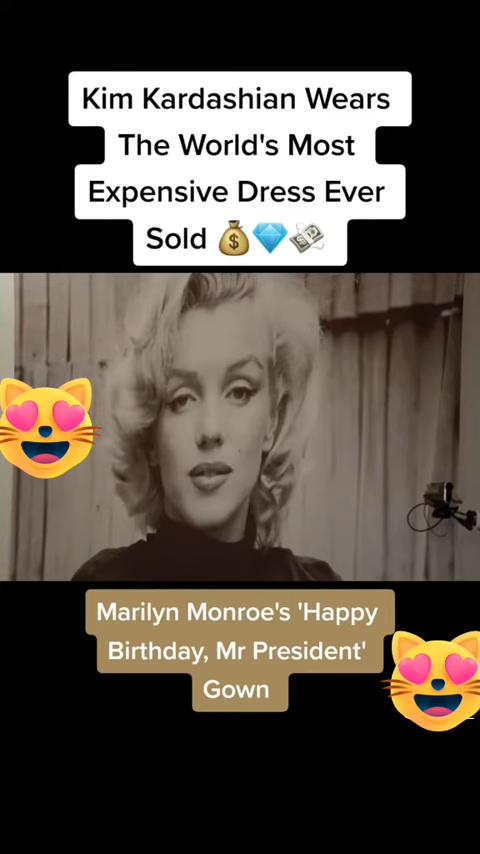 Kim Kardashian Wears
The World's Most
Expensive Dress Ever
Sold 💰💎💸
Marilyn Monroe's 'Happy
Birthday, Mr President'
Gown